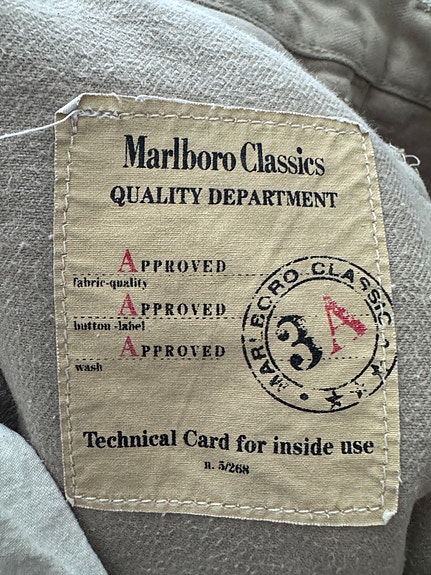 Marlboro Classics
QUALITY DEPARTMENT
APPROVED
fabric-quality
APPROVED
button-label
APPROVED
wash
MARLBORO CLASSICS
3 A
Technical Card for inside use
n. 5/268